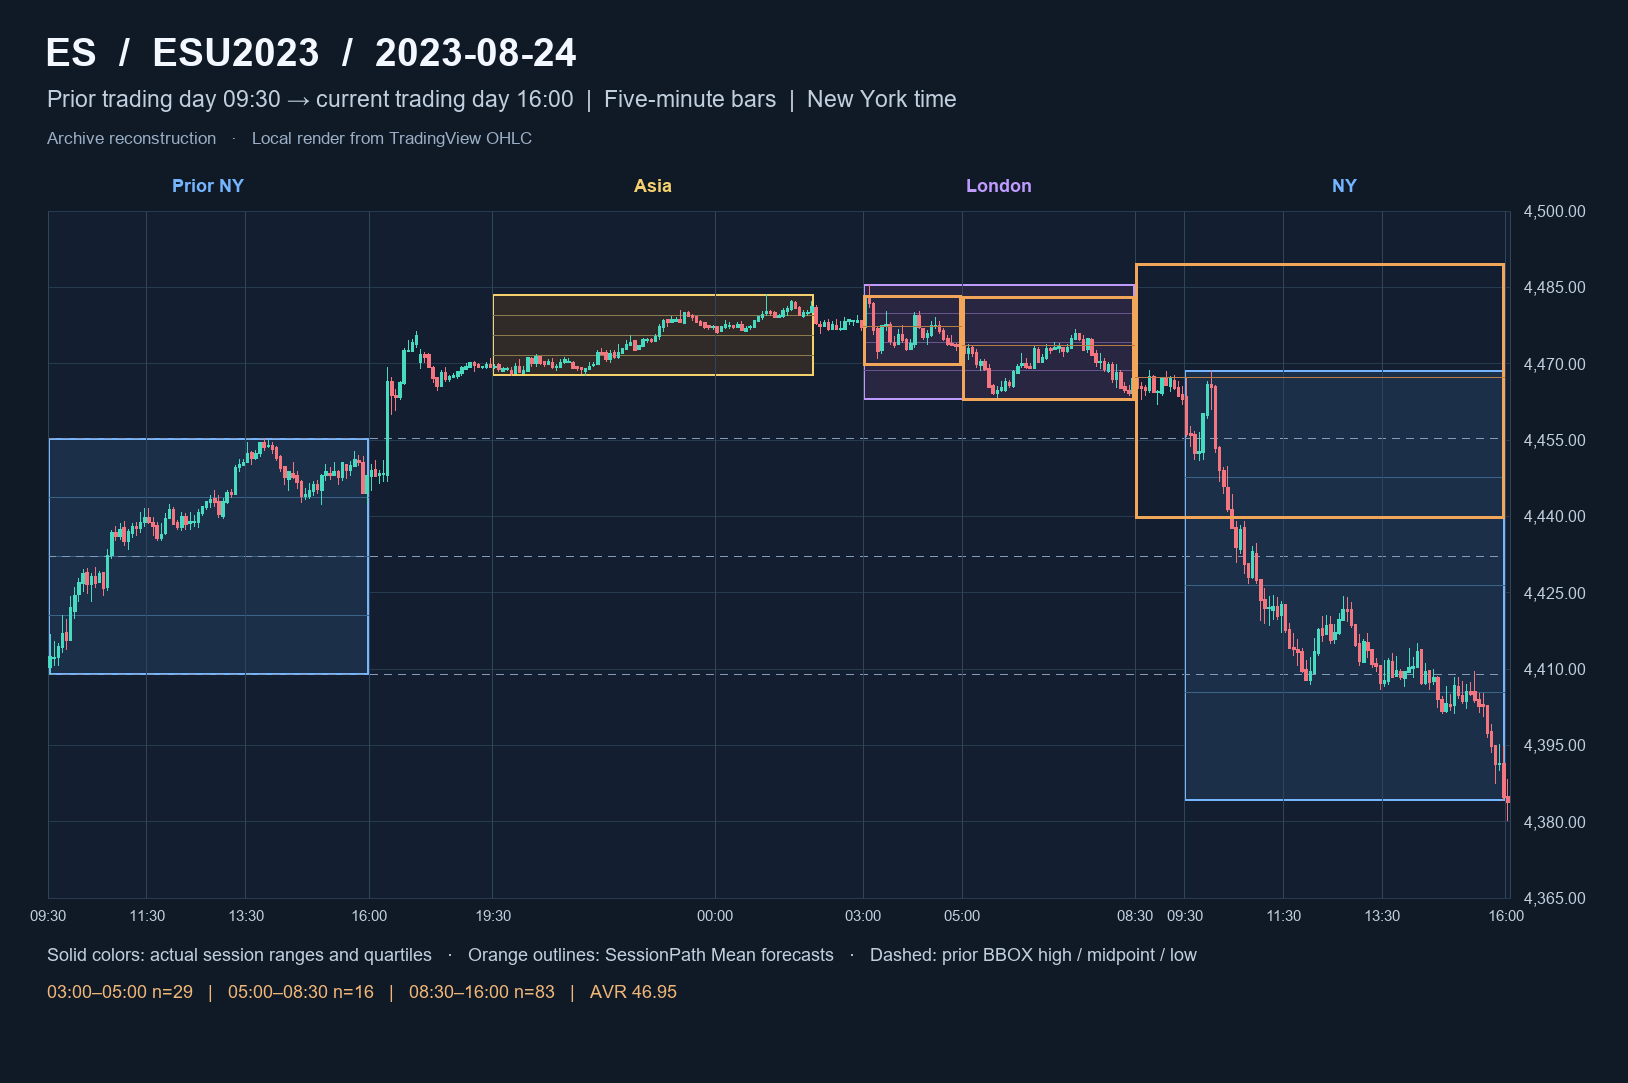 ES / ESU2023 / 2023-08-24
Prior trading day 09:30 → current trading day 16:00 | Five-minute bars | New York time
Archive reconstruction · Local render from TradingView OHLC
Prior NY Asia London NY
4,500.00
4,485.00
4,470.00
4,455.00
4,440.00
4,425.00
4,410.00
4,395.00
4,380.00
4,365.00
09:30 11:30 13:30 16:00 19:30 00:00 03:00 05:00 08:30 09:30 11:30 13:30 16:00
Solid colors: actual session ranges and quartiles · Orange outlines: SessionPath Mean forecasts · Dashed: prior BBOX high / midpoint / low
03:00–05:00 n=29 | 05:00–08:30 n=16 | 08:30–16:00 n=83 | AVR 46.95